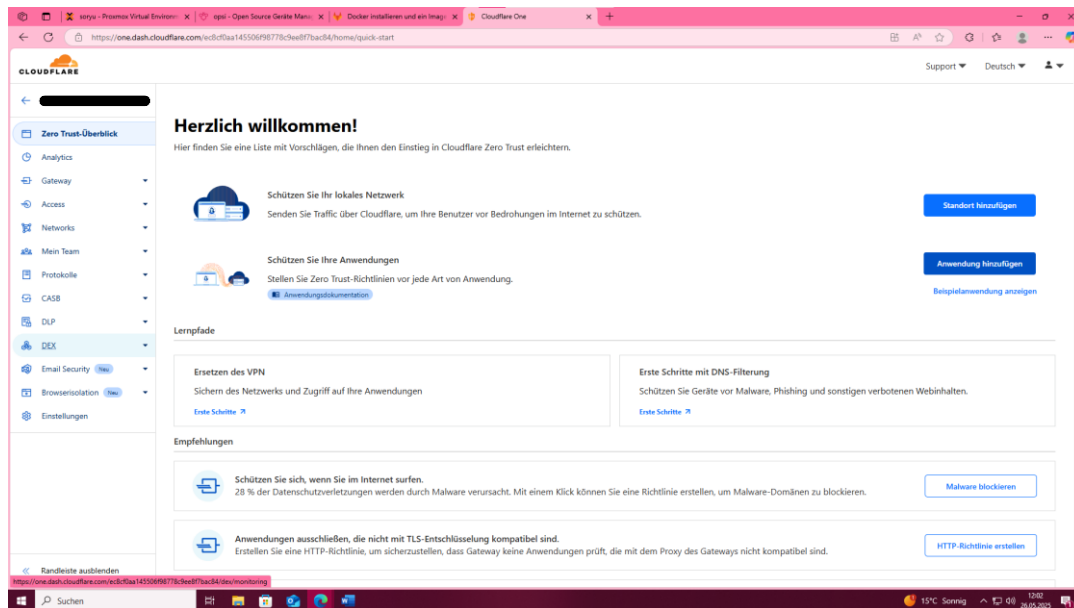 sorya - Proxmox Virtual Environ
opsi - Open Source Geräte Mana
Docker installieren und ein Image
Cloudflare One
https://one.dash.cloudflare.com/ec8cf0aa145506f98778c9ee8f7bac84/home/quick-start
CLOUDFLARE
Support
Deutsch
Zero Trust-Überblick
Analytics
Gateway
Access
Networks
Mein Team
Protokolle
CASB
DLP
DEX
Email Security Neu
Browserisolation Neu
Einstellungen
Randleiste ausblenden
Herzlich willkommen!
Hier finden Sie eine Liste mit Vorschlägen, die Ihnen den Einstieg in Cloudflare Zero Trust erleichtern.
Schützen Sie Ihr lokales Netzwerk
Senden Sie Traffic über Cloudflare, um Ihre Benutzer vor Bedrohungen im Internet zu schützen.
Standort hinzufügen
Schützen Sie Ihre Anwendungen
Stellen Sie Zero Trust-Richtlinien vor jede Art von Anwendung.
Anwendungsdokumentation
Anwendung hinzufügen
Beispielanwendung anzeigen
Lernpfade
Ersetzen des VPN
Sichern des Netzwerks und Zugriff auf Ihre Anwendungen
Erste Schritte
Erste Schritte mit DNS-Filterung
Schützen Sie Geräte vor Malware, Phishing und sonstigen verbotenen Webinhalten.
Erste Schritte
Empfehlungen
Schützen Sie sich, wenn Sie im Internet surfen.
28 % der Datenschutzverletzungen werden durch Malware verursacht. Mit einem Klick können Sie eine Richtlinie erstellen, um Malware-Domänen zu blockieren.
Malware blockieren
Anwendungen ausschließen, die nicht mit TLS-Entschlüsselung kompatibel sind.
Erstellen Sie eine HTTP-Richtlinie, um sicherzustellen, dass Gateway keine Anwendungen prüft, die mit dem Proxy des Gateways nicht kompatibel sind.
HTTP-Richtlinie erstellen
https://one.dash.cloudflare.com/ec8cf0aa145506f98778c9ee8f7bac84/dex/monitoring
Suchen
15°C Sonnig
12:02
26.05.2025